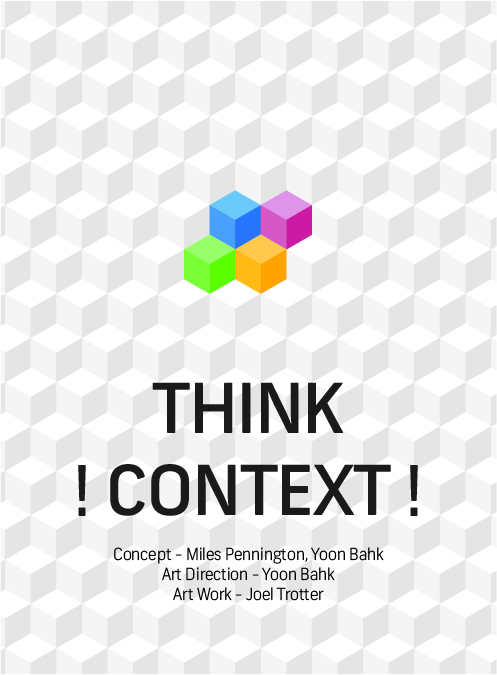 THINK
! CONTEXT !
Concept - Miles Pennington, Yoon Bahk
Art Direction - Yoon Bahk
Art Work - Joel Trotter